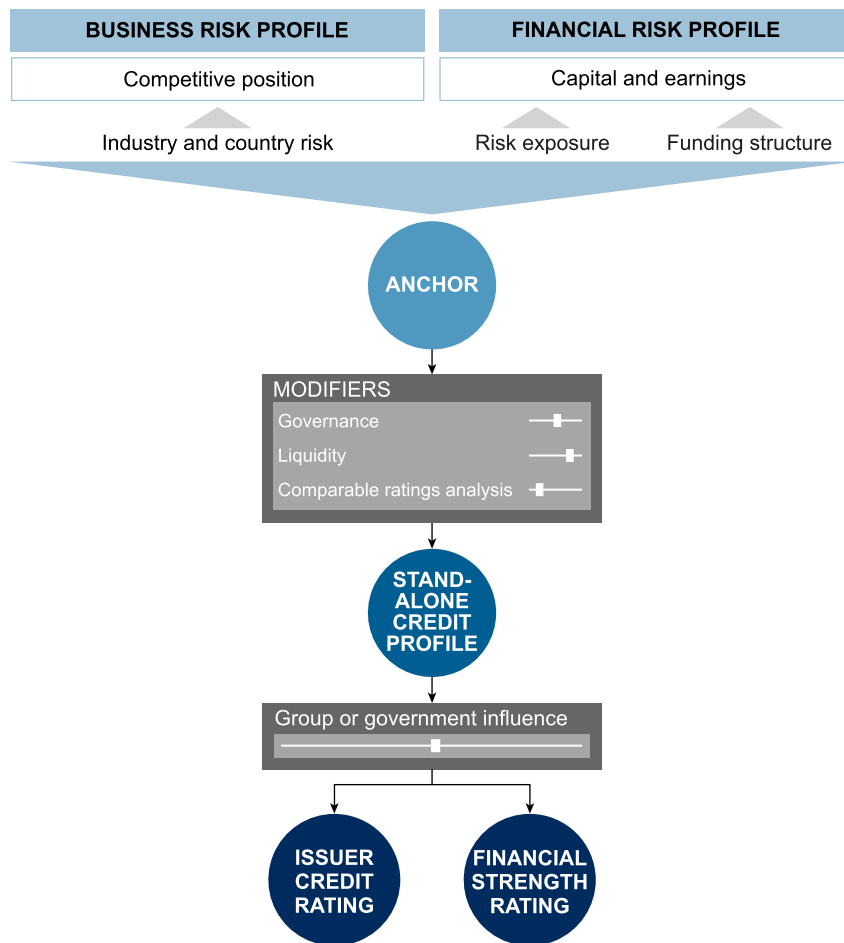 BUSINESS RISK PROFILE
FINANCIAL RISK PROFILE
Competitive position
Capital and earnings
Industry and country risk
Risk exposure
Funding structure
ANCHOR
MODIFIERS
Governance
Liquidity
Comparable ratings analysis
STAND-
ALONE
CREDIT
PROFILE
Group or government influence
ISSUER
CREDIT
RATING
FINANCIAL
STRENGTH
RATING